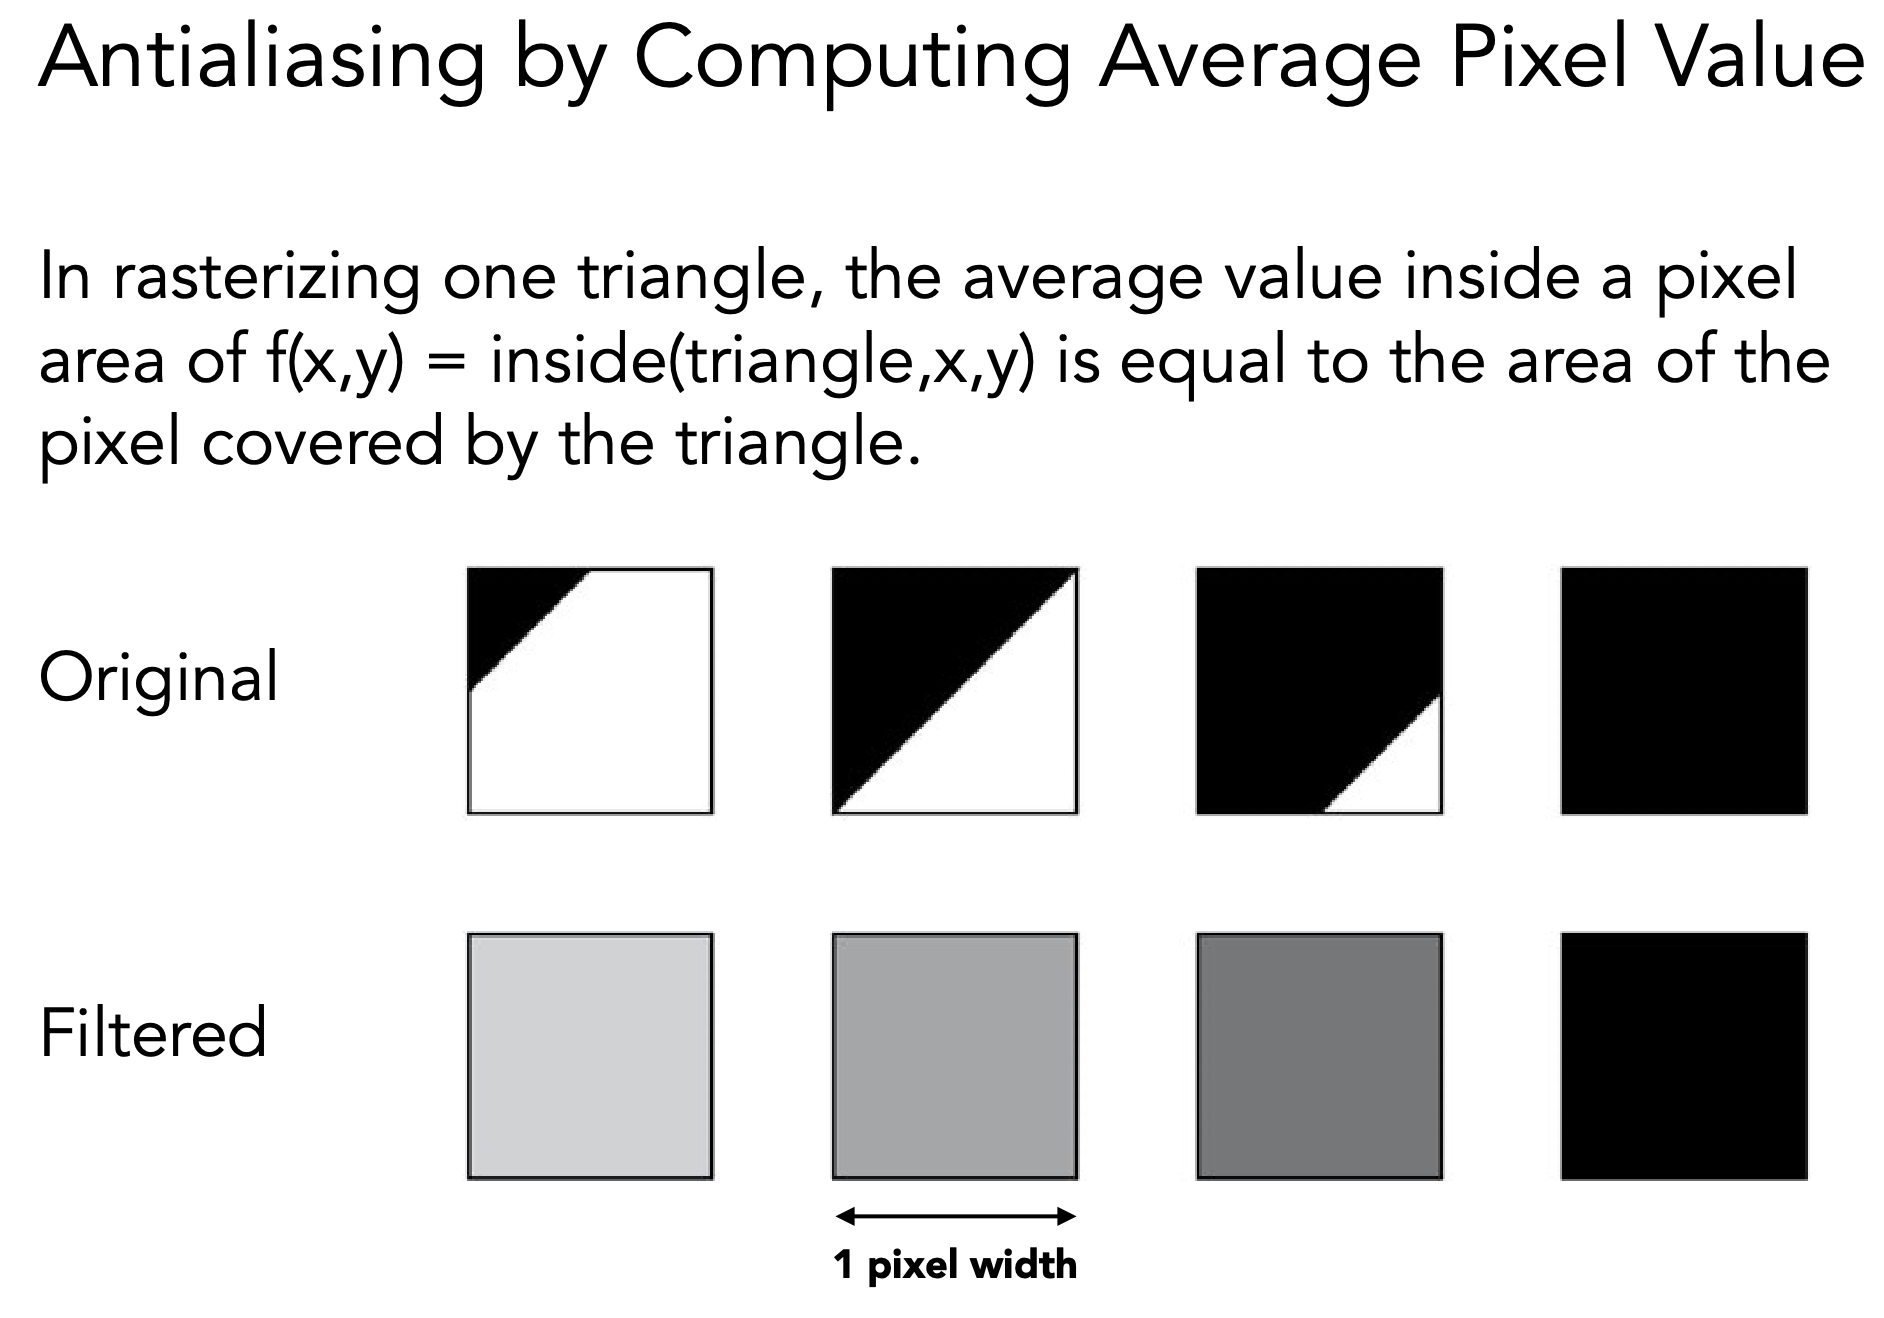 Antialiasing by Computing Average Pixel Value
In rasterizing one triangle, the average value inside a pixel
area of f(x,y) = inside(triangle,x,y) is equal to the area of the
pixel covered by the triangle.
Original
Filtered
1 pixel width